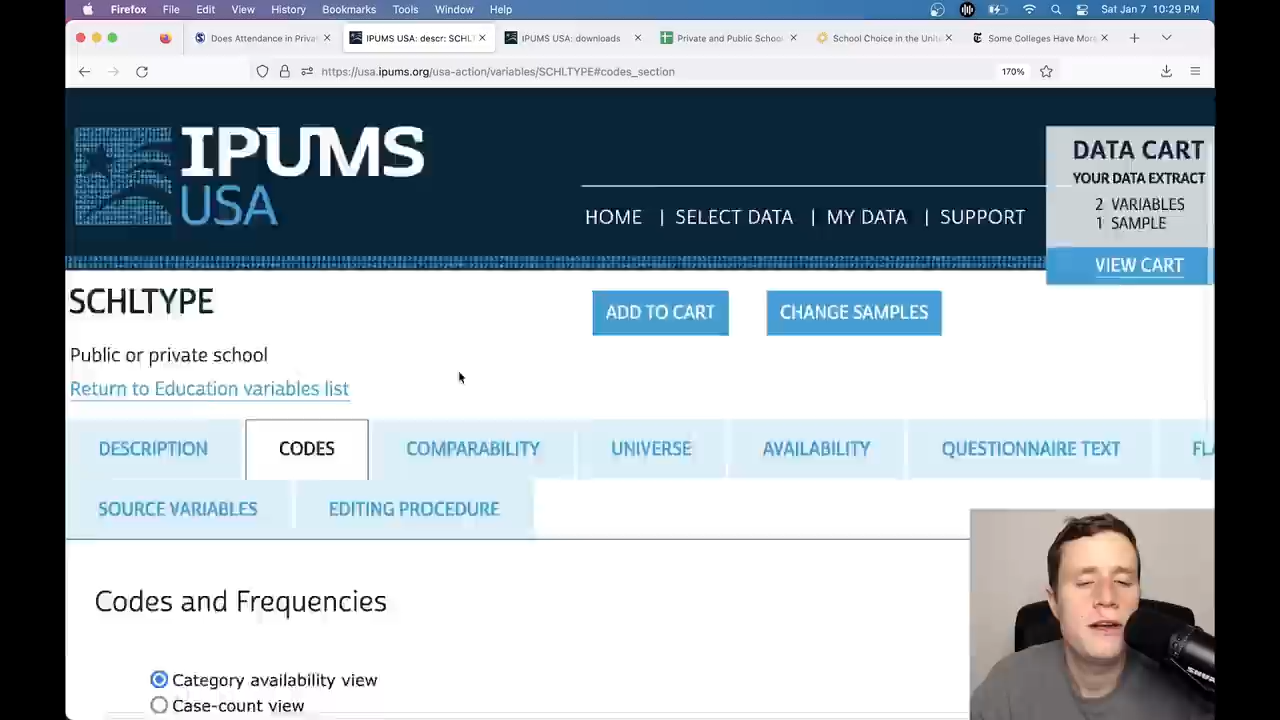 Firefox File Edit View History Bookmarks Tools Window Help Sat Jan 7 10:29 PM
Does Attendance in Priva IPUMS USA: descr: SCHL IPUMS USA: downloads Private and Public School School Choice in the Unite Some Colleges Have More
https://usa.ipums.org/usa-action/variables/SCHLTYPE#codes_section 170%
IPUMS
USA
HOME | SELECT DATA | MY DATA | SUPPORT
DATA CART
YOUR DATA EXTRACT
2 VARIABLES
1 SAMPLE
VIEW CART
SCHLTYPE
ADD TO CART CHANGE SAMPLES
Public or private school
Return to Education variables list
DESCRIPTION CODES COMPARABILITY UNIVERSE AVAILABILITY QUESTIONNAIRE TEXT FL
SOURCE VARIABLES EDITING PROCEDURE
Codes and Frequencies
Category availability view
Case-count view
SHURE